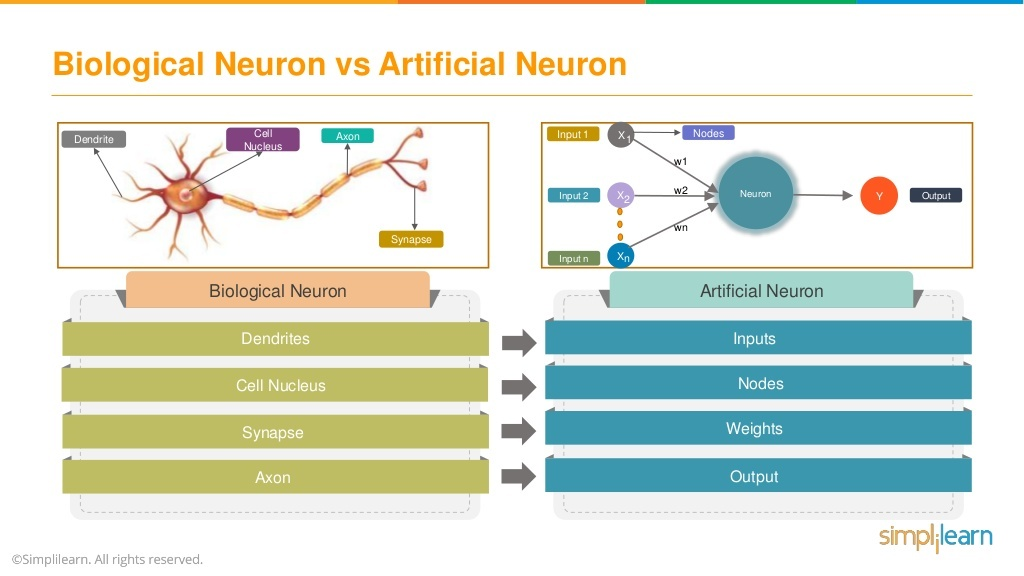 Biological Neuron vs Artificial Neuron
Dendrite
Cell
Nucleus
Axon
Synapse
Input 1
X1
Nodes
w1
Input 2
X2
w2
Neuron
Y
Output
wn
Input n
Xn
Biological Neuron
Artificial Neuron
Dendrites
Inputs
Cell Nucleus
Nodes
Synapse
Weights
Axon
Output
simplilearn
©Simplilearn. All rights reserved.